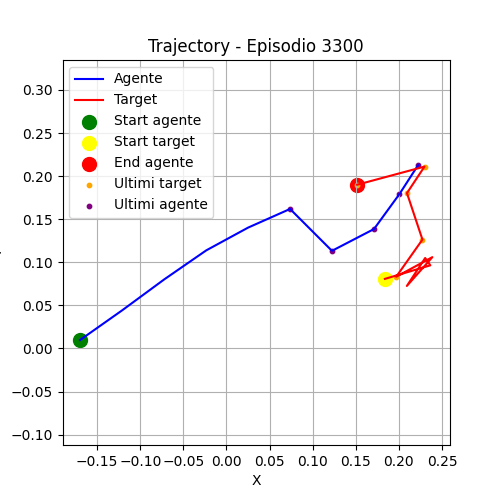 Trajectory - Episodio 3300
Agente
Target
Start agente
Start target
End agente
Ultimi target
Ultimi agente
0.30
0.25
0.20
0.15
0.10
0.05
0.00
−0.05
−0.10
−0.15
−0.10
−0.05
0.00
0.05
0.10
0.15
0.20
0.25
X